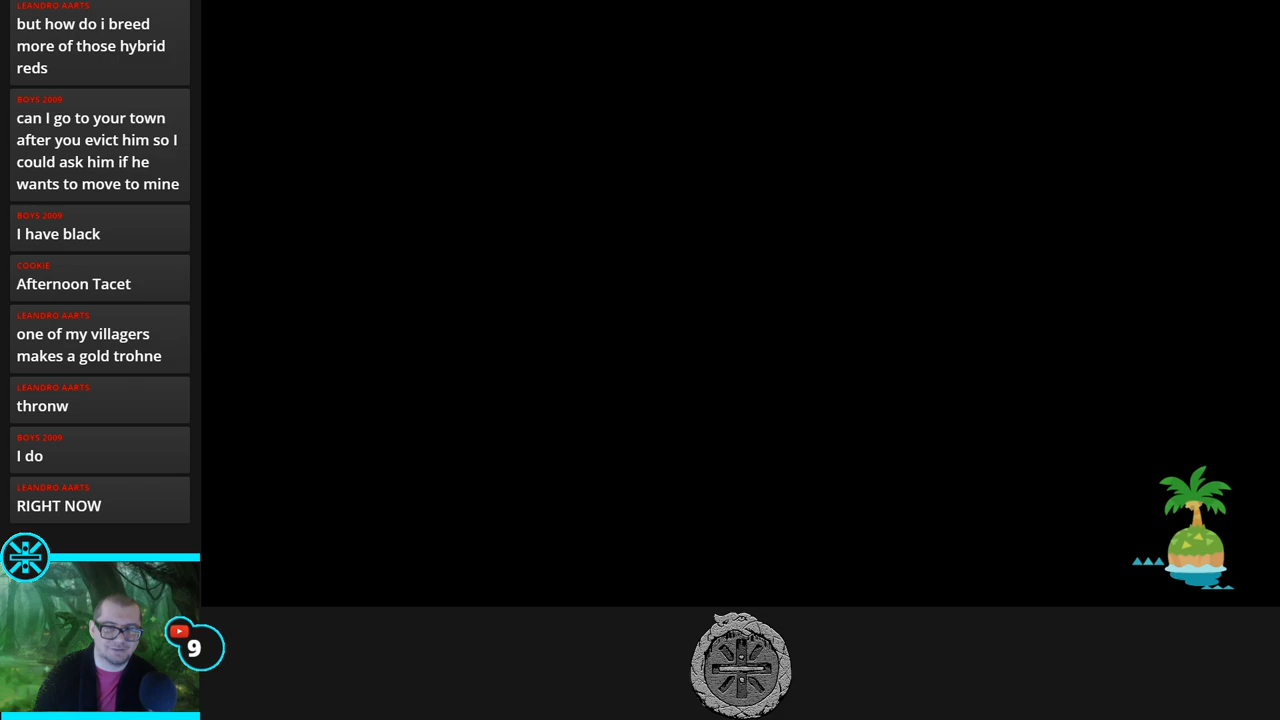 LEANDRO AARTS
but how do i breed
more of those hybrid
reds
BOYS 2009
can I go to your town
after you evict him so I
could ask him if he
wants to move to mine
BOYS 2009
I have black
COOKIE
Afternoon Tacet
LEANDRO AARTS
one of my villagers
makes a gold trohne
LEANDRO AARTS
thronw
BOYS 2009
I do
LEANDRO AARTS
RIGHT NOW
9